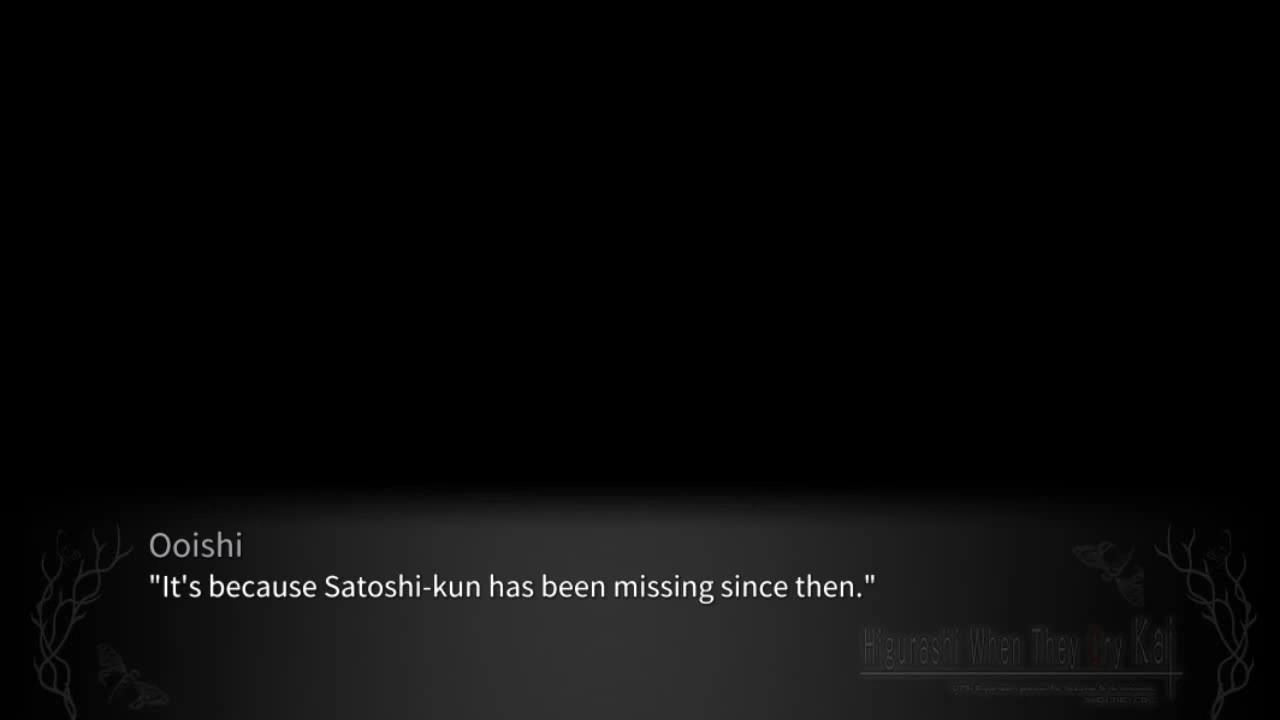 Ooishi
"It's because Satoshi-kun has been missing since then."
Higurashi When They Cry Kai